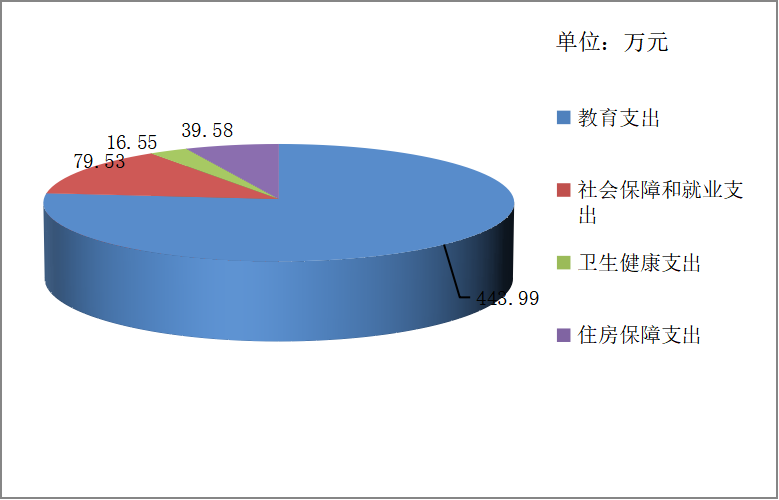 单位：万元
教育支出
39.58
16.55
79.53
社会保障和就业支
出
卫生健康支出
443.99
住房保障支出